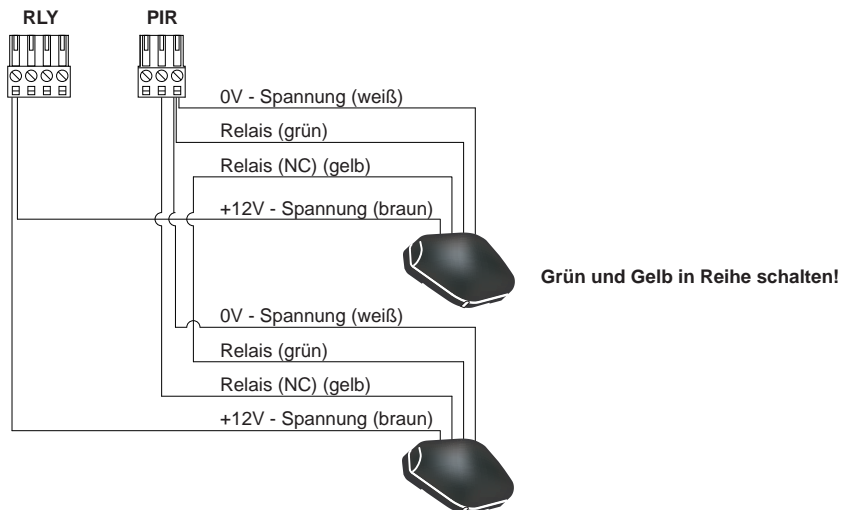 RLY PIR
0V - Spannung (weiß)
Relais (grün)
Relais (NC) (gelb)
+12V - Spannung (braun)
Grün und Gelb in Reihe schalten!
0V - Spannung (weiß)
Relais (grün)
Relais (NC) (gelb)
+12V - Spannung (braun)